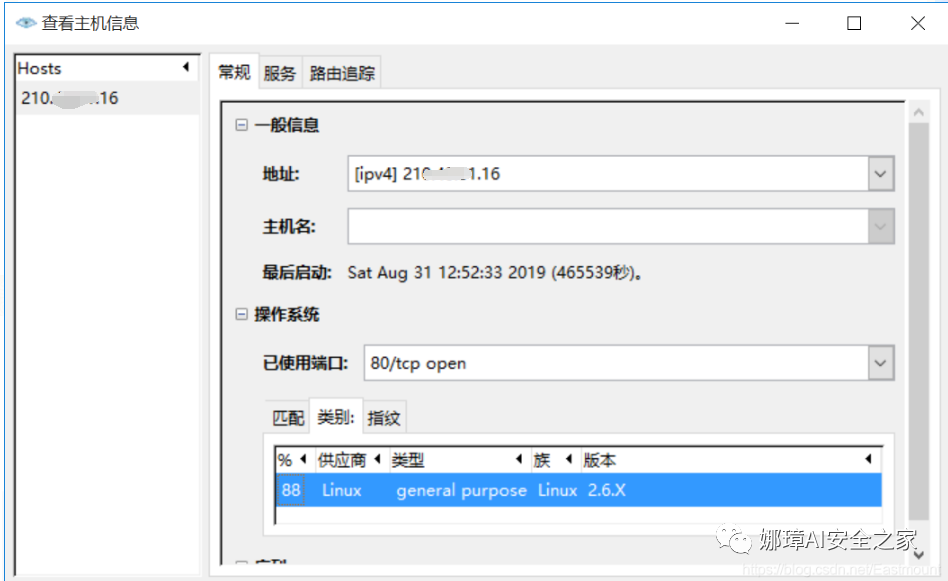 查看主机信息
Hosts
210. .16
常规 服务 路由追踪
一般信息
地址: [ipv4] 210 1.16
主机名:
最后启动: Sat Aug 31 12:52:33 2019 (465539秒)。
操作系统
已使用端口: 80/tcp open
匹配 类别: 指纹
% 供应商 类型 族 版本
88 Linux general purpose Linux 2.6.X
娜璋AI安全之家
https://blog.csdn.net/Eastmount